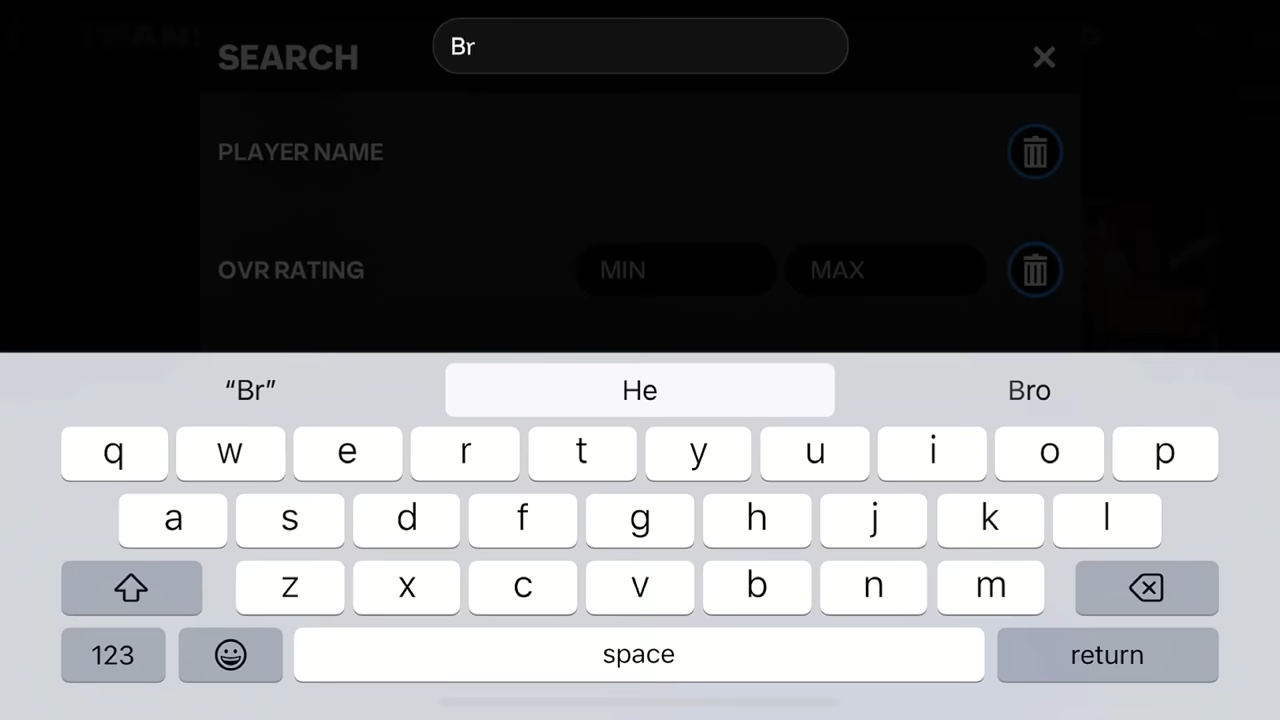 Br
SEARCH
PLAYER NAME
OVR RATING MIN MAX
“Br” He Bro
q w e r t y u i o p
a s d f g h j k l
z x c v b n m
123 space return